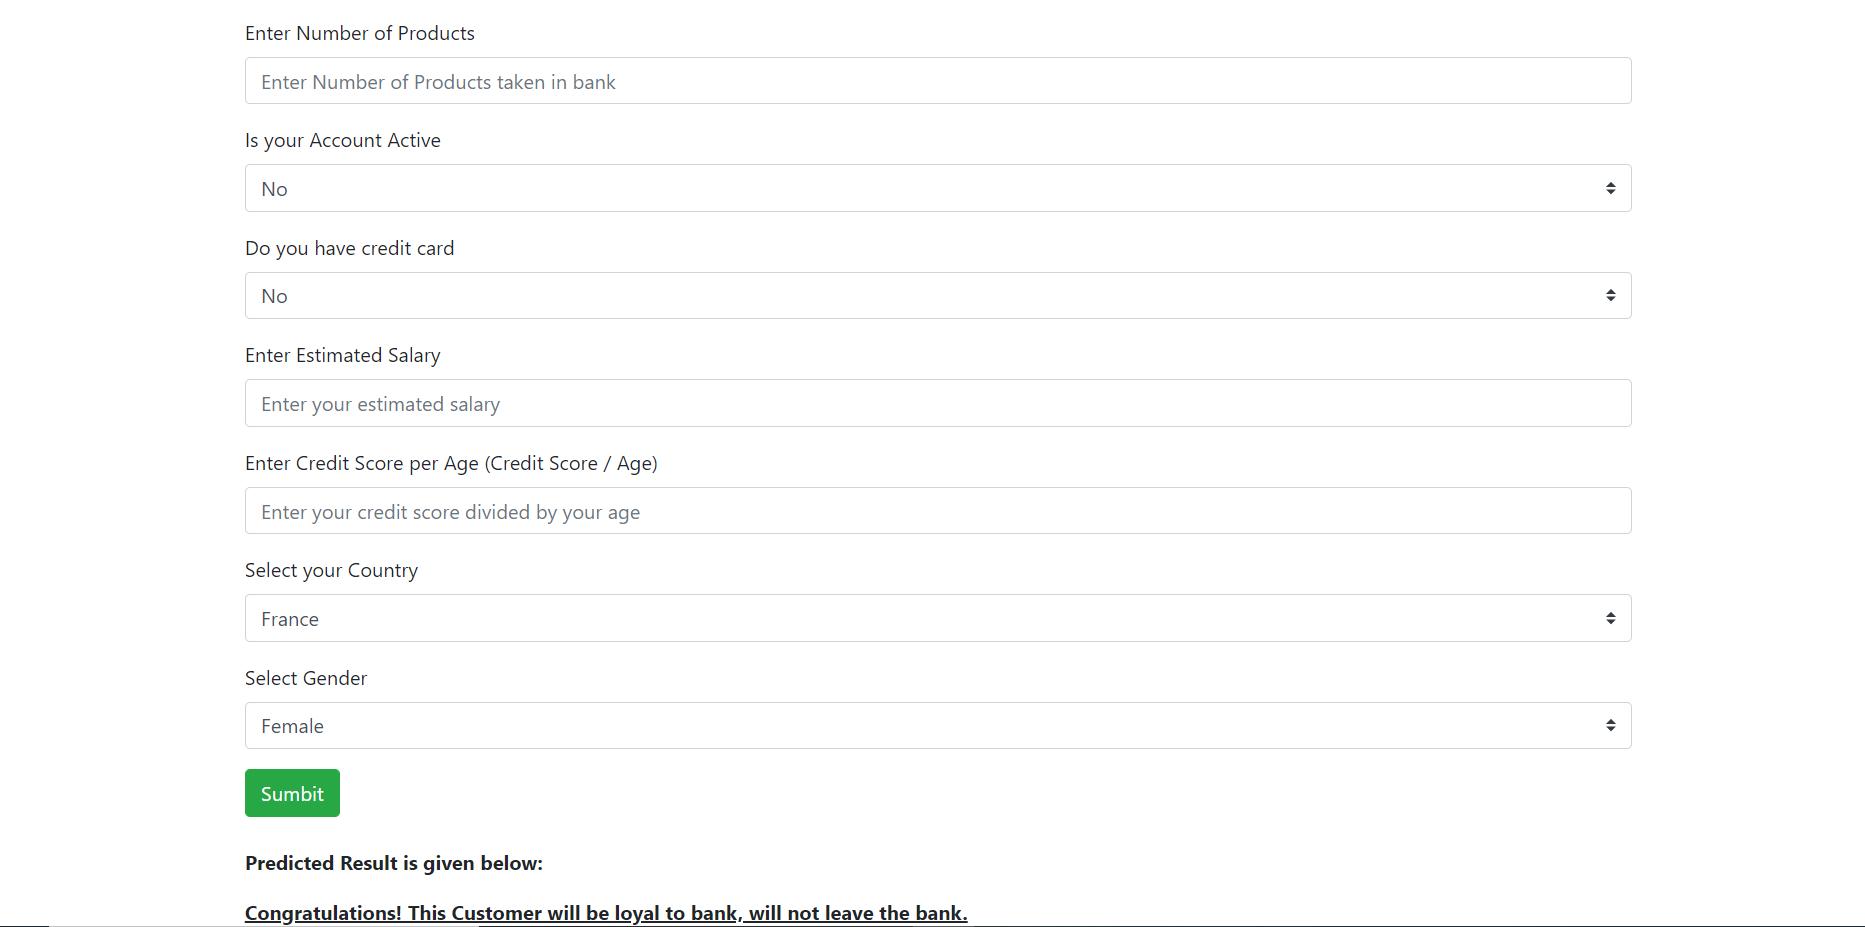 Enter Number of Products
Enter Number of Products taken in bank
Is your Account Active
No
Do you have credit card
No
Enter Estimated Salary
Enter your estimated salary
Enter Credit Score per Age (Credit Score / Age)
Enter your credit score divided by your age
Select your Country
France
Select Gender
Female
Sumbit
Predicted Result is given below:
Congratulations! This Customer will be loyal to bank, will not leave the bank.